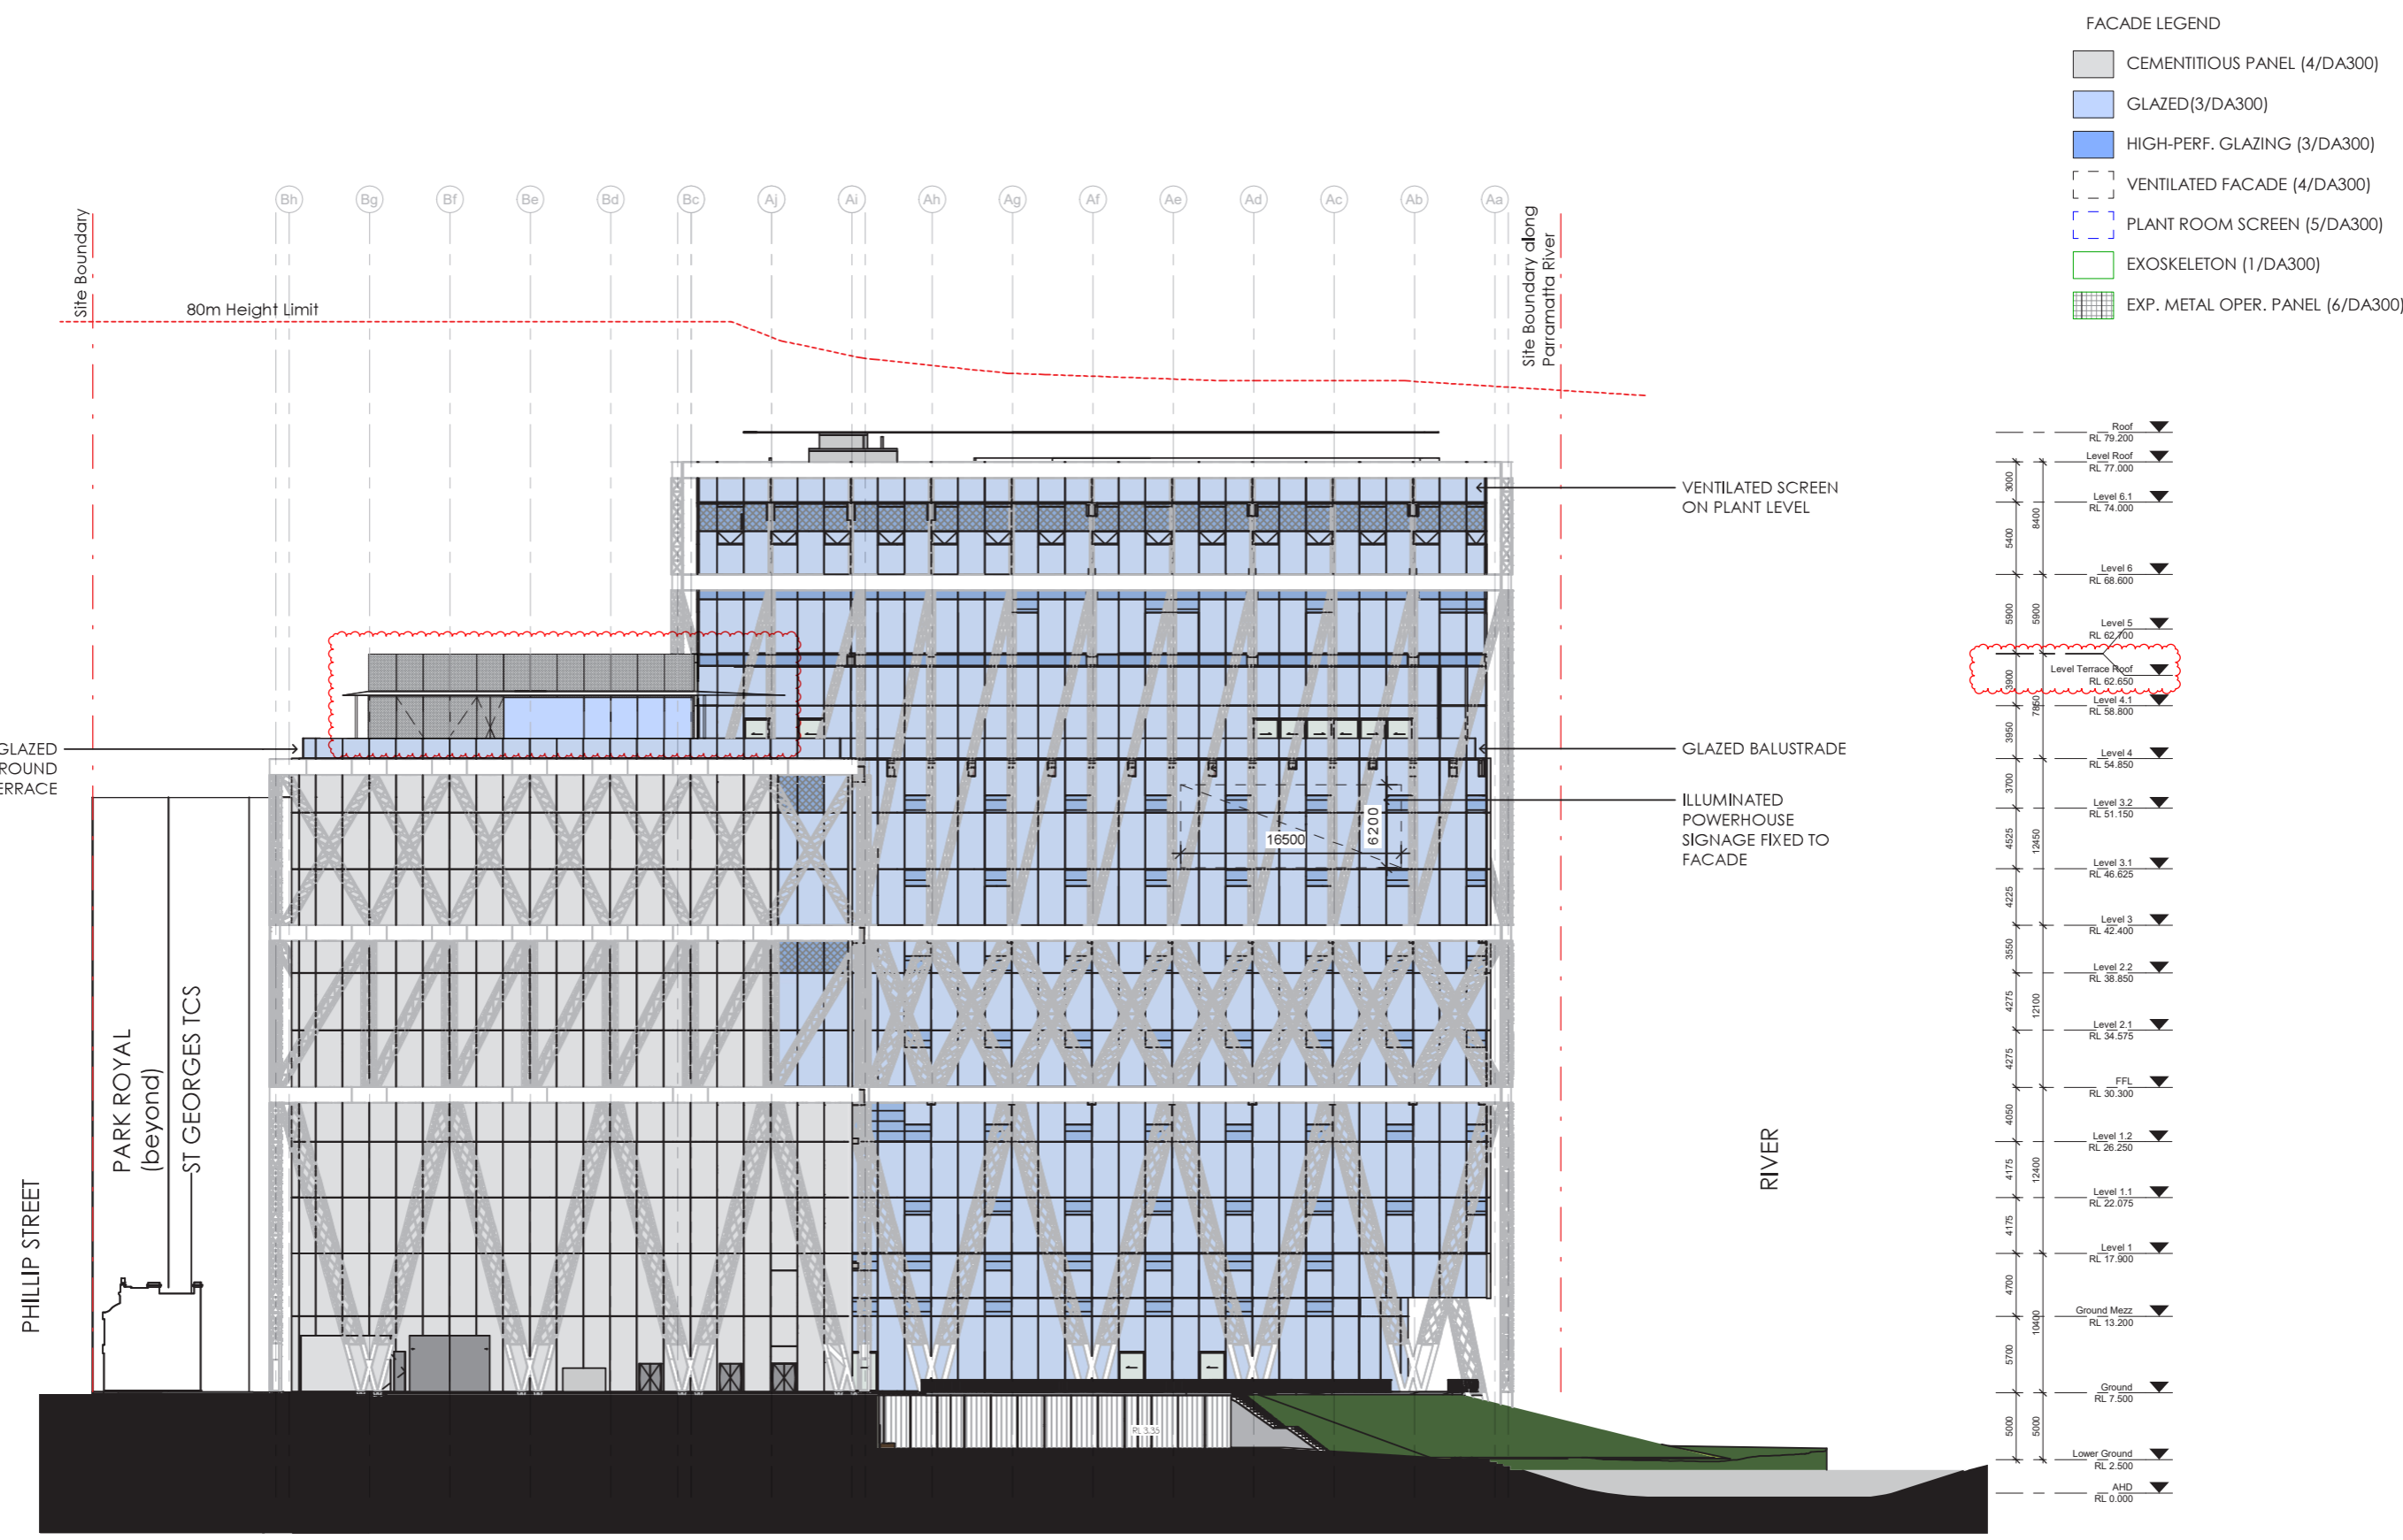 FACADE LEGEND
CEMENTITIOUS PANEL (4/DA300)
GLAZED(3/DA300)
HIGH-PERF. GLAZING (3/DA300)
VENTILATED FACADE (4/DA300)
PLANT ROOM SCREEN (5/DA300)
EXOSKELETON (1/DA300)
EXP. METAL OPER. PANEL (6/DA300)
Bh
Bg
Bf
Be
Bd
Bc
Aj
Ai
Ah
Ag
Af
Ae
Ad
Ac
Ab
Aa
Site Boundary
80m Height Limit
Site Boundary along
Parramatta River
VENTILATED SCREEN
ON PLANT LEVEL
GLAZED
ROUND
ERRACE
GLAZED BALUSTRADE
ILLUMINATED
POWERHOUSE
SIGNAGE FIXED TO
FACADE
16500
6200
PHILLIP STREET
PARK ROYAL
(beyond)
ST GEORGES TCS
RIVER
RL 3.35
Roof
RL 79.200
Level Roof
RL 77.000
Level 6.1
RL 74.000
Level 6
RL 68.600
Level 5
RL 62.700
Level Terrace Roof
RL 62.650
Level 4.1
RL 58.800
Level 4
RL 54.850
Level 3.2
RL 51.150
Level 3.1
RL 46.625
Level 3
RL 42.400
Level 2.2
RL 38.850
Level 2.1
RL 34.575
FFL
RL 30.300
Level 1.2
RL 26.250
Level 1.1
RL 22.075
Level 1
RL 17.900
Ground Mezz
RL 13.200
Ground
RL 7.500
Lower Ground
RL 2.500
AHD
RL 0.000
3000
5400
5900
3900
3950
3700
4525
4225
3550
4275
4275
4050
4175
4175
4700
5700
5000
8400
5900
7850
12450
12100
12400
10400
5000